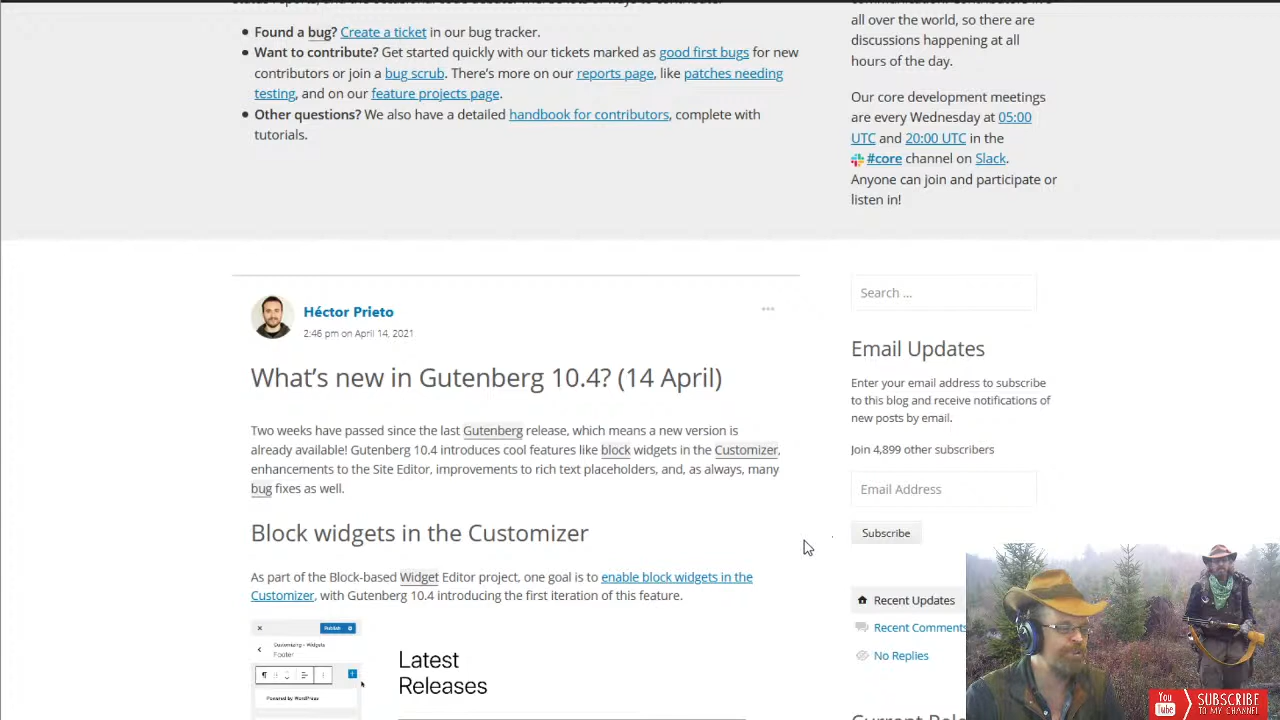 Found a bug? Create a ticket in our bug tracker.
Want to contribute? Get started quickly with our tickets marked as good first bugs for new
contributors or join a bug scrub. There's more on our reports page, like patches needing
testing, and on our feature projects page.
Other questions? We also have a detailed handbook for contributors, complete with
tutorials.
all over the world, so there are
discussions happening at all
hours of the day.
Our core development meetings
are every Wednesday at 05:00
UTC and 20:00 UTC in the
#core channel on Slack.
Anyone can join and participate or
listen in!
Héctor Prieto
2:46 pm on April 14, 2021
What's new in Gutenberg 10.4? (14 April)
Two weeks have passed since the last Gutenberg release, which means a new version is
already available! Gutenberg 10.4 introduces cool features like block widgets in the Customizer,
enhancements to the Site Editor, improvements to rich text placeholders, and, as always, many
bug fixes as well.
Block widgets in the Customizer
As part of the Block-based Widget Editor project, one goal is to enable block widgets in the
Customizer, with Gutenberg 10.4 introducing the first iteration of this feature.
Publish
Customizing • Widgets
Footer
Powered by WordPress
Latest
Releases
Search ...
Email Updates
Enter your email address to subscribe
to this blog and receive notifications of
new posts by email.
Join 4,899 other subscribers
Email Address
Subscribe
Recent Updates
Recent Comments
No Replies
You
Tube
SUBSCRIBE
TO MY CHANNEL